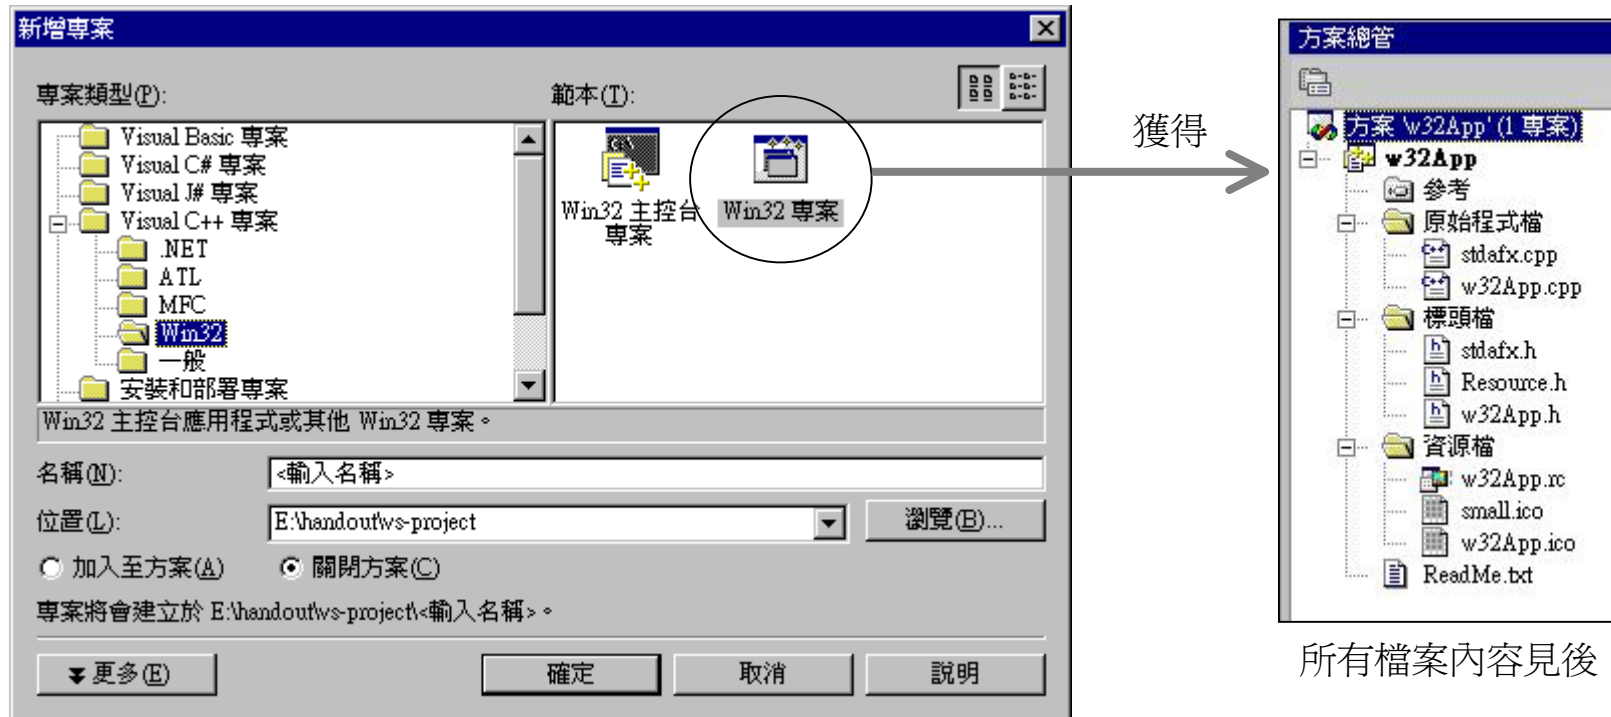 新增專案
專案類型(P):
範本(T):
Visual Basic 專案
Visual C# 專案
Visual J# 專案
Visual C++ 專案
.NET
ATL
MFC
Win32
一般
安裝和部署專案
Win32 主控台
專案
Win32 專案
Win32 主控台應用程式或其他 Win32 專案。
名稱(N):
<輸入名稱>
位置(L):
E:\handout\vs-project
瀏覽(B)...
加入至方案(A)
關閉方案(C)
專案將會建立於 E:\handout\vs-project\<輸入名稱>。
更多(E)
確定
取消
說明
獲得
方案總管
方案 'w32App' (1 專案)
w32App
參考
原始程式檔
stdafx.cpp
w32App.cpp
標頭檔
stdafx.h
Resource.h
w32App.h
資源檔
w32App.rc
small.ico
w32App.ico
ReadMe.txt
所有檔案內容見後